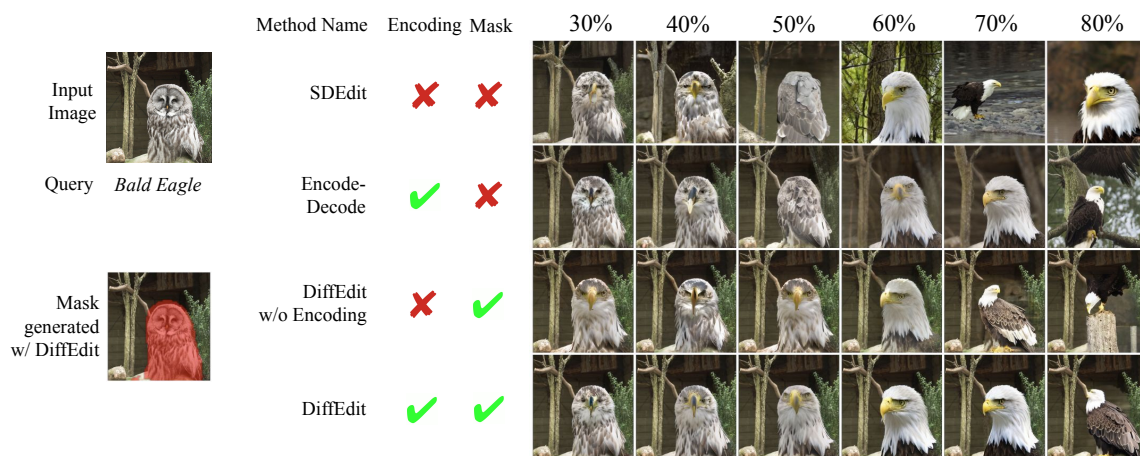 Method Name Encoding Mask 30% 40% 50% 60% 70% 80%
Input
Image
SDEdit
Query Bald Eagle
Encode-
Decode
Mask
generated
w/ DiffEdit
DiffEdit
w/o Encoding
DiffEdit